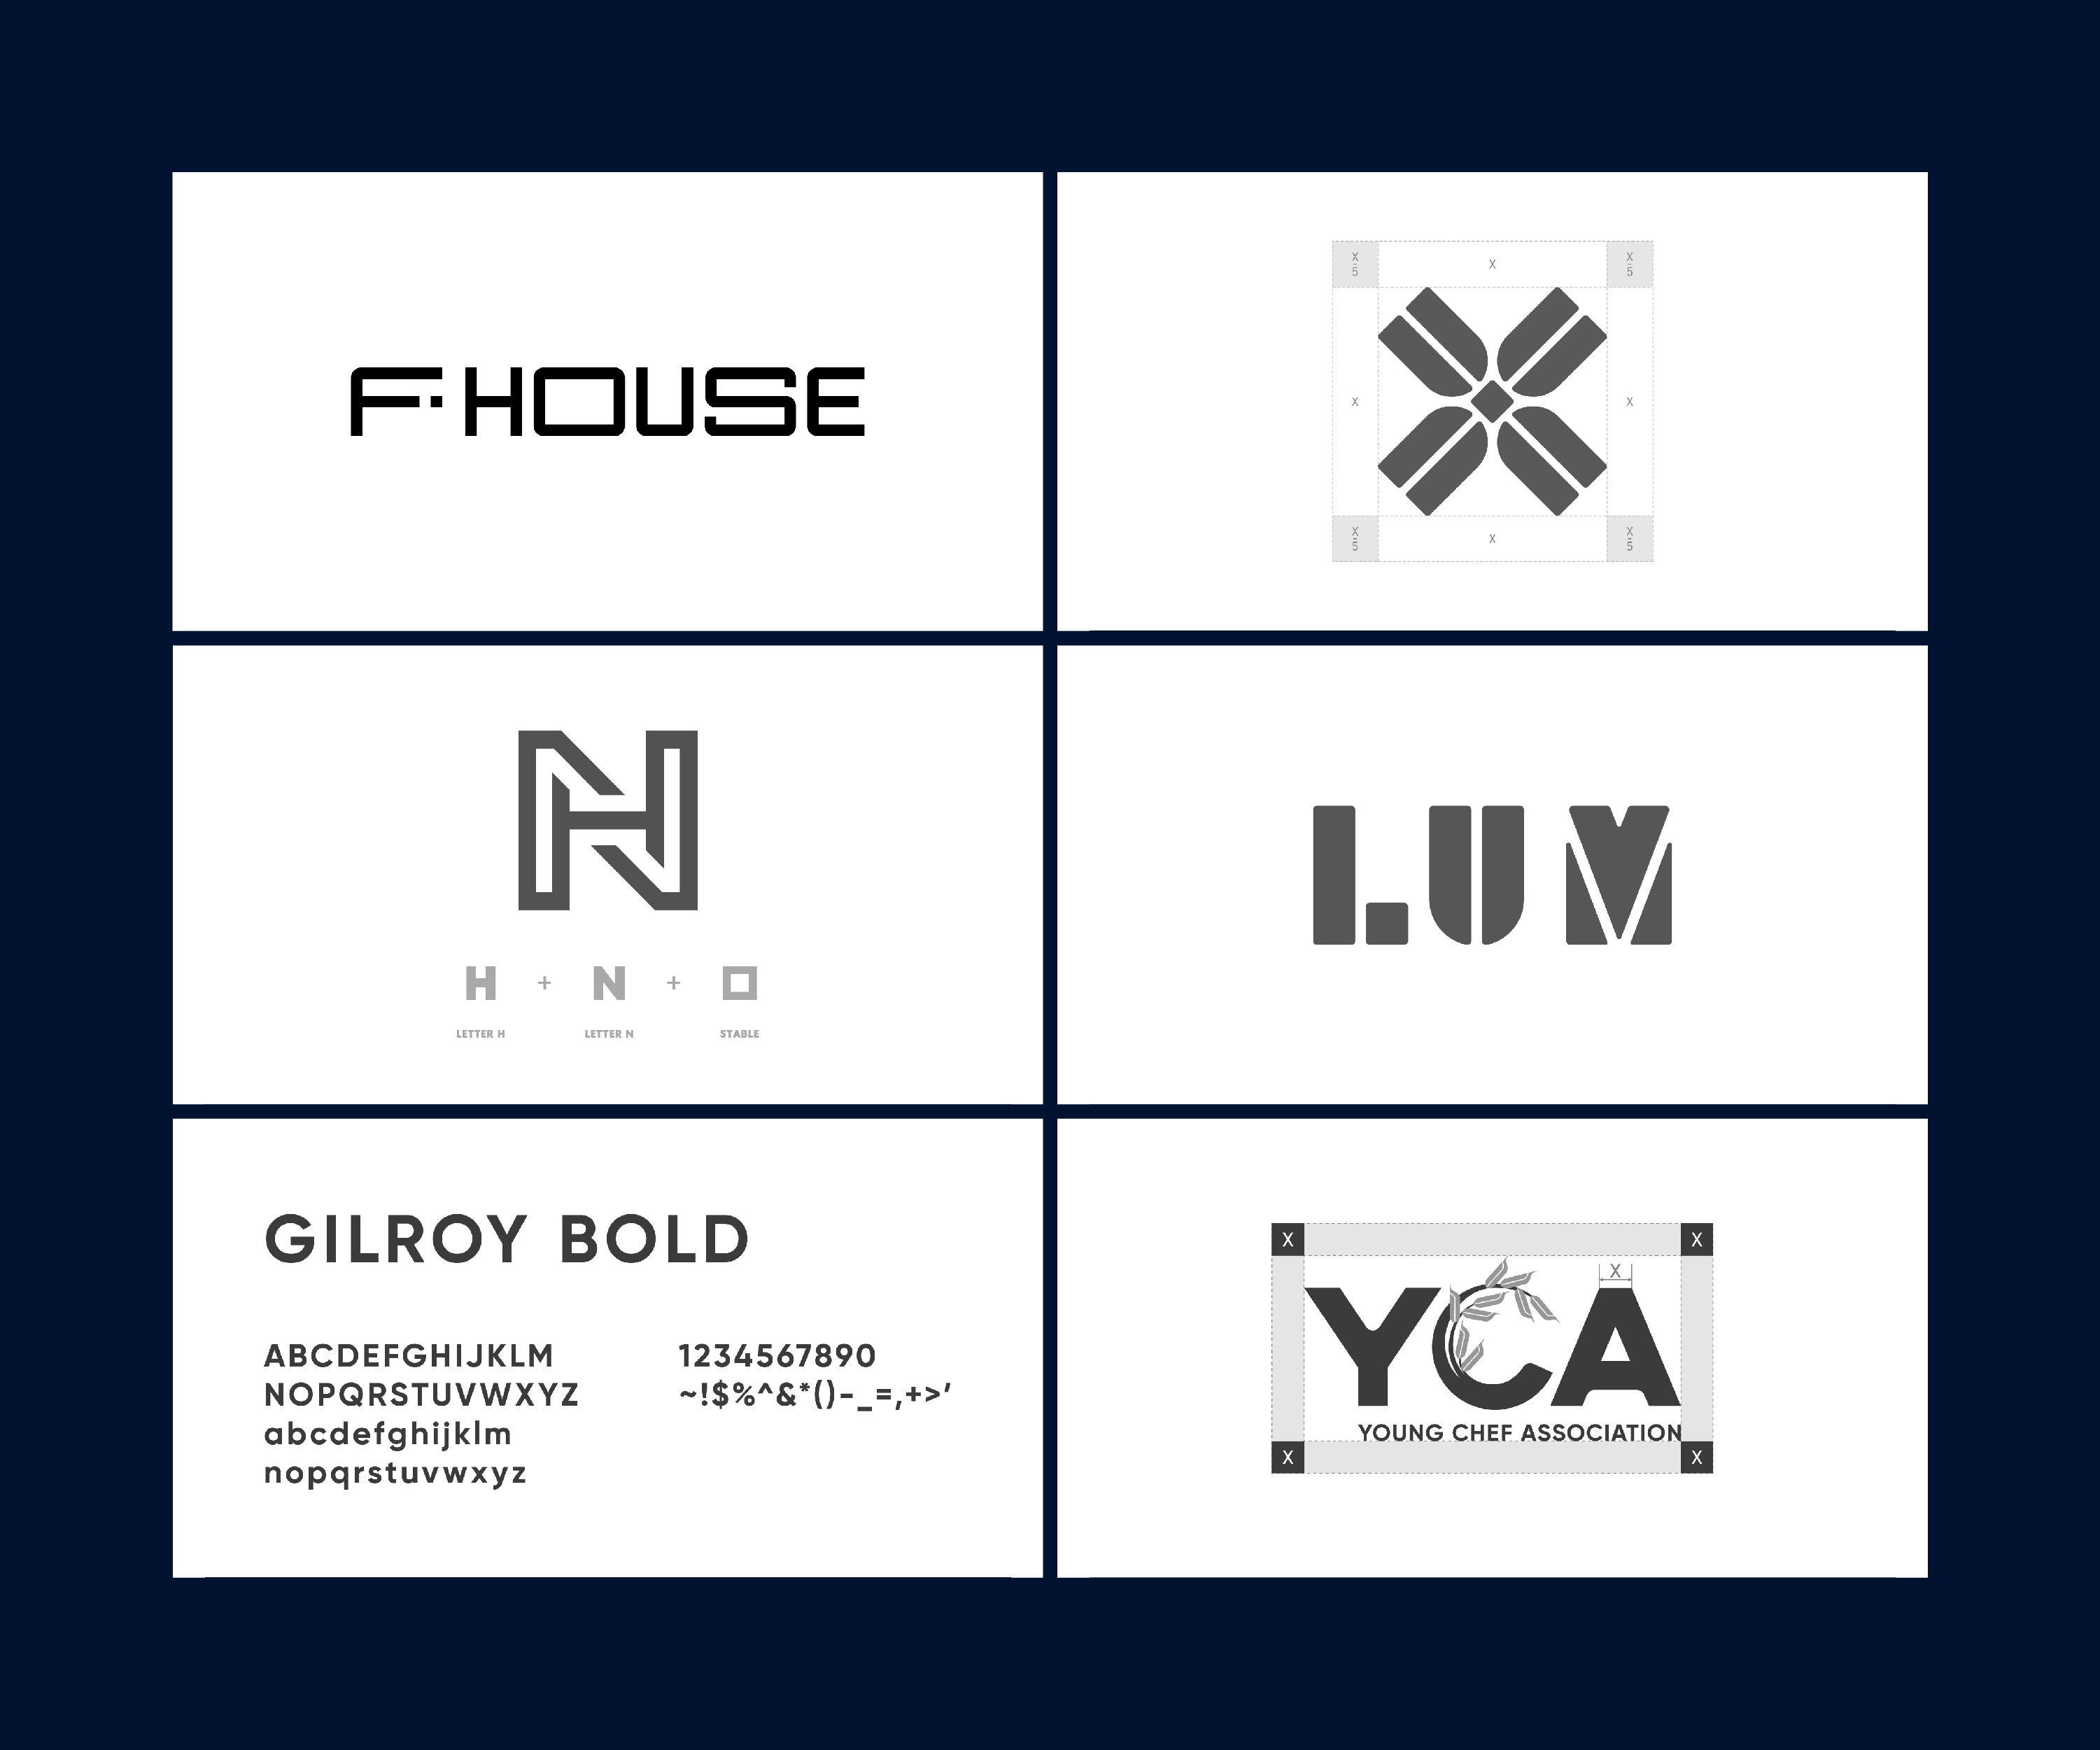 F·HOUSE
X/5 X X/5
X X
X/5 X X/5
H + N +
LETTER H LETTER N STABLE
LUM
GILROY BOLD
ABCDEFGHIJKLM
NOPQRSTUVWXYZ
abcdefghijklm
nopqrstuvwxyz
1234567890
~!$%^&*()-_=,+>'
X X
X
YCA
YOUNG CHEF ASSOCIATION
X X